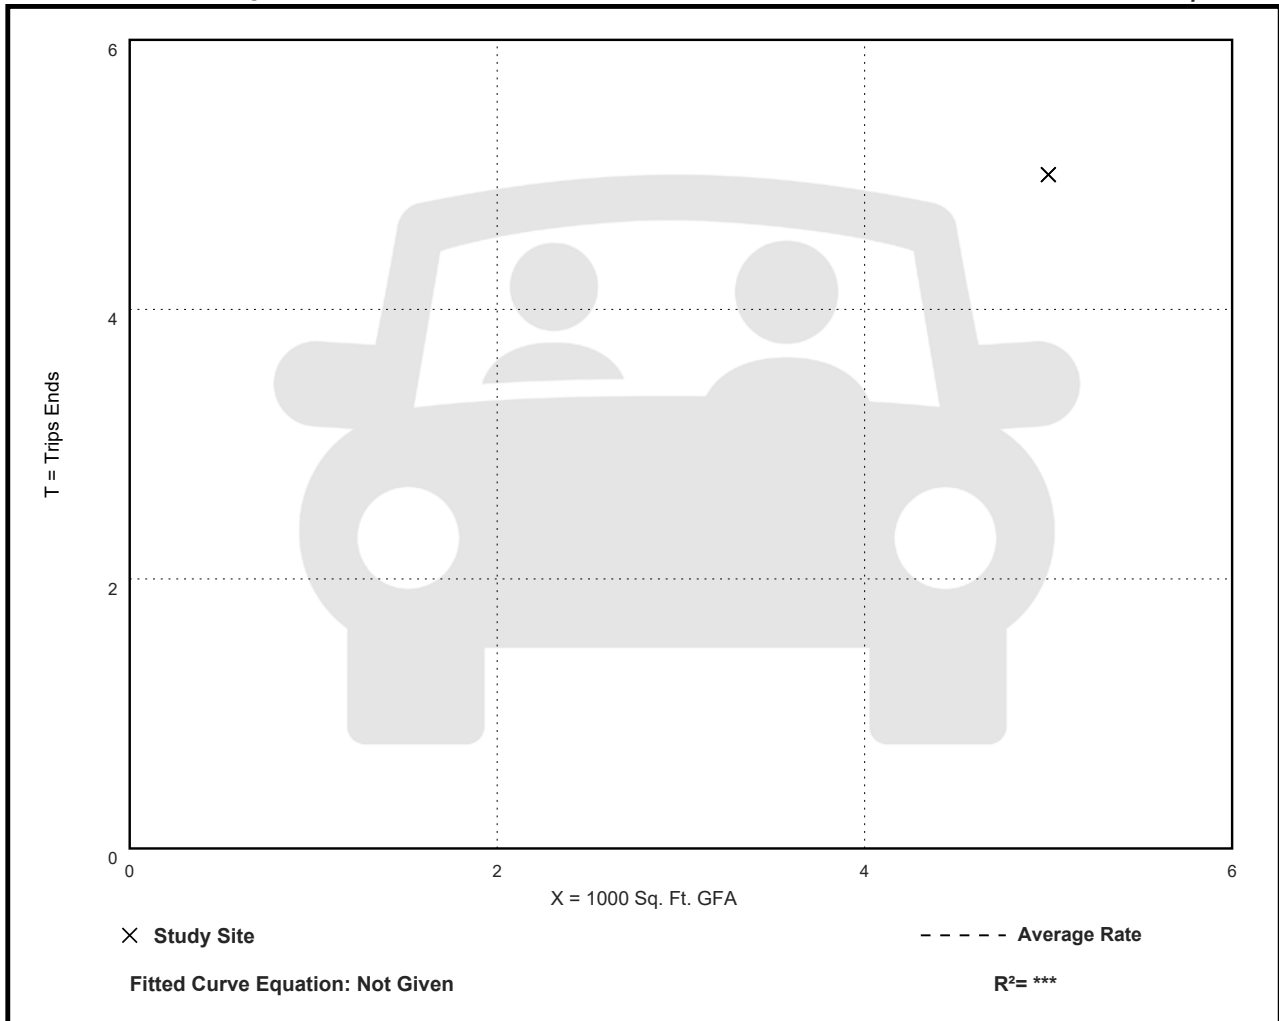 6
4
2
0
T = Trips Ends
0 2 4 6
X = 1000 Sq. Ft. GFA
Study Site
Average Rate
Fitted Curve Equation: Not Given
R²= ***